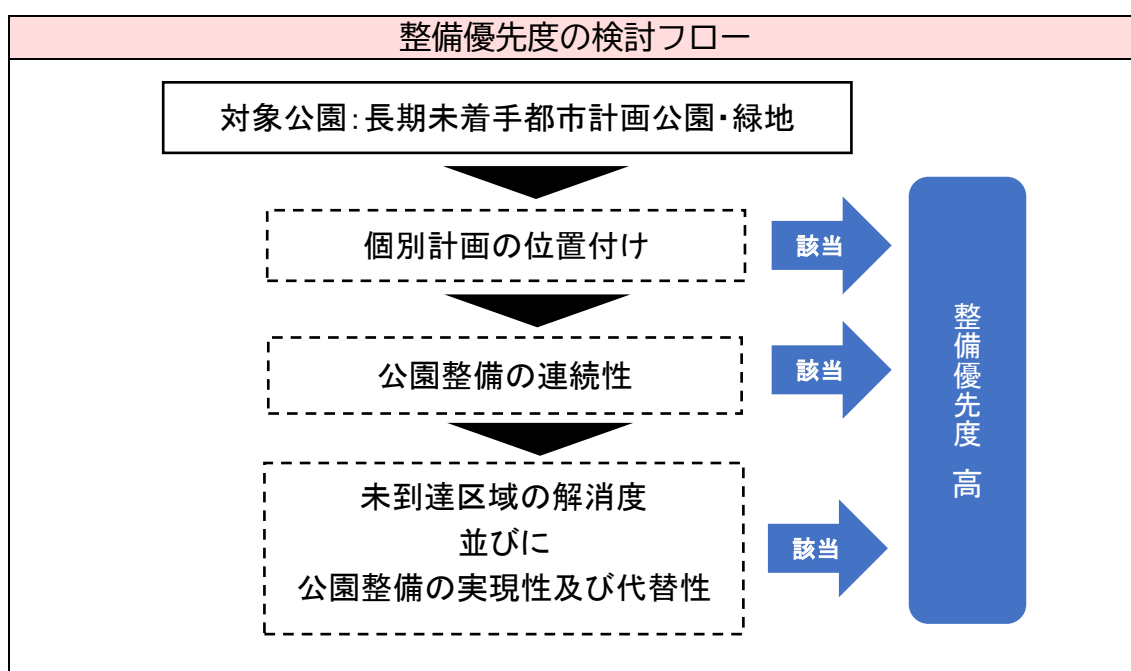 整備優先度の検討フロー
対象公園:長期未着手都市計画公園・緑地
個別計画の位置付け
該当
公園整備の連続性
該当
未到達区域の解消度
並びに
公園整備の実現性及び代替性
該当
整備優先度 高